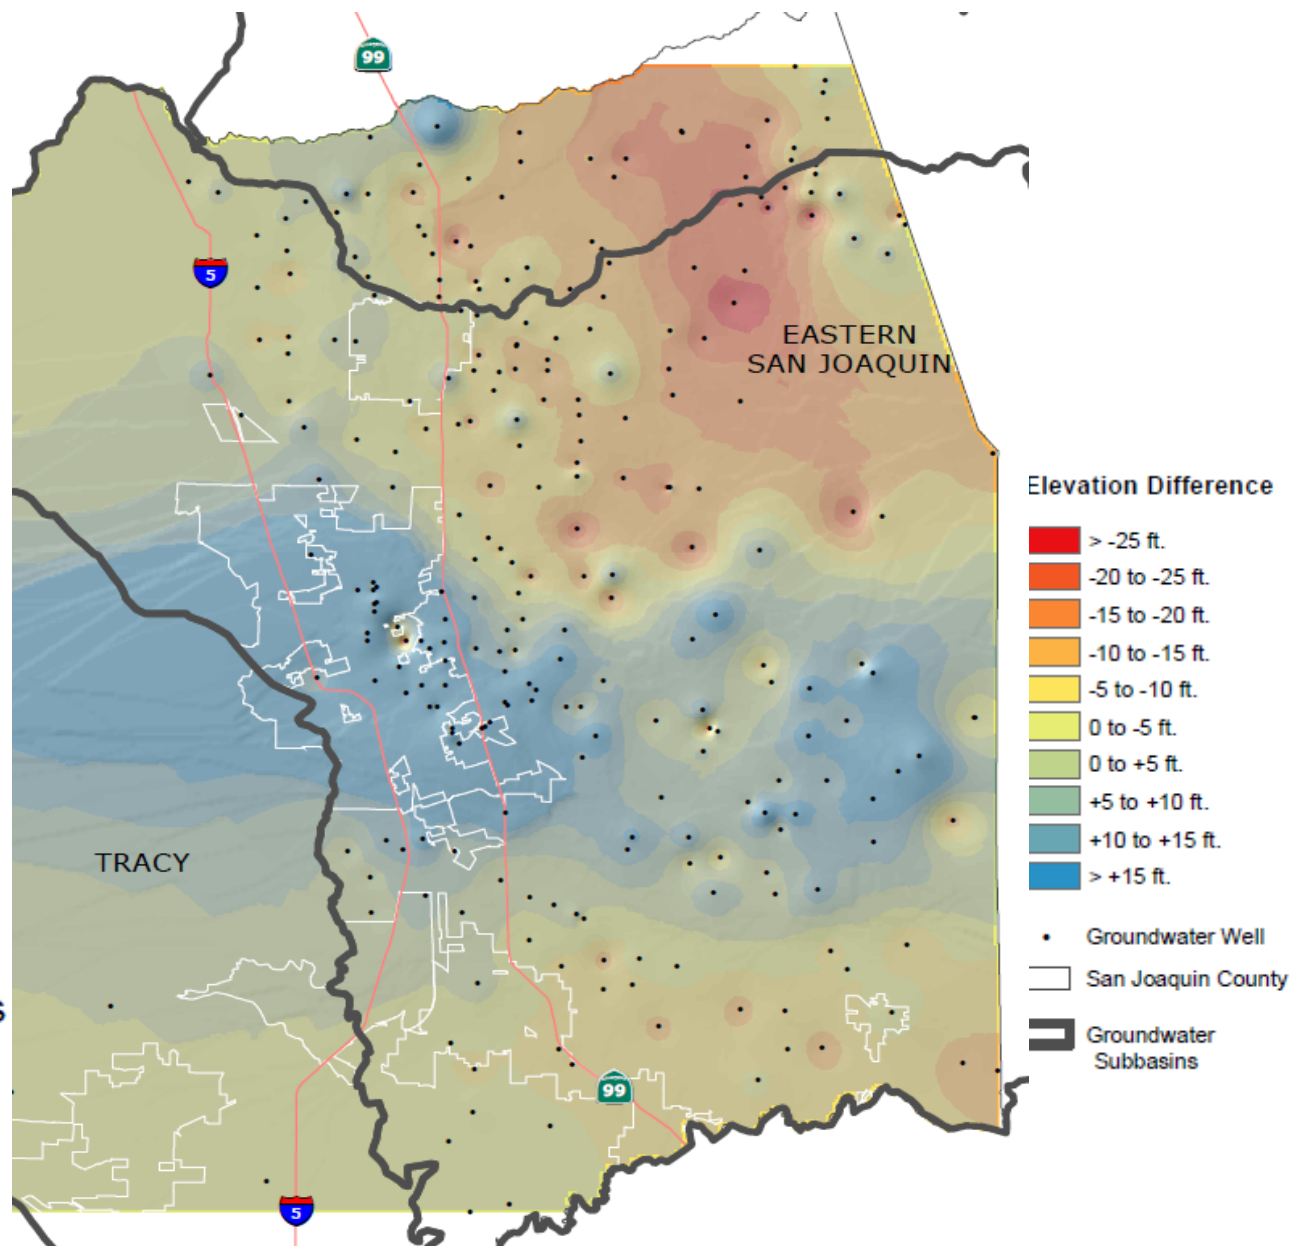 99
5
EASTERN
SAN JOAQUIN
Elevation Difference
> -25 ft.
-20 to -25 ft.
-15 to -20 ft.
-10 to -15 ft.
-5 to -10 ft.
0 to -5 ft.
0 to +5 ft.
+5 to +10 ft.
+10 to +15 ft.
> +15 ft.
TRACY
Groundwater Well
San Joaquin County
s
Groundwater
Subbasins
99
5